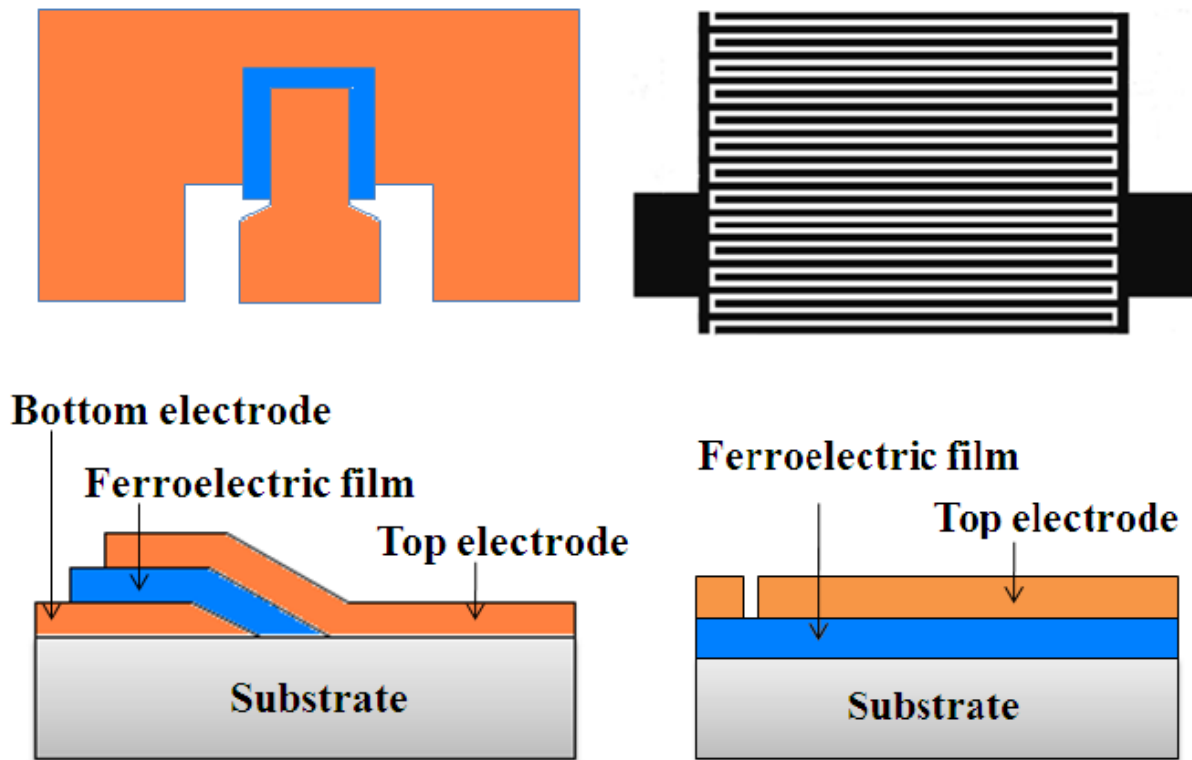 Bottom electrode
Ferroelectric film
Top electrode
Substrate
Ferroelectric film
Top electrode
Substrate